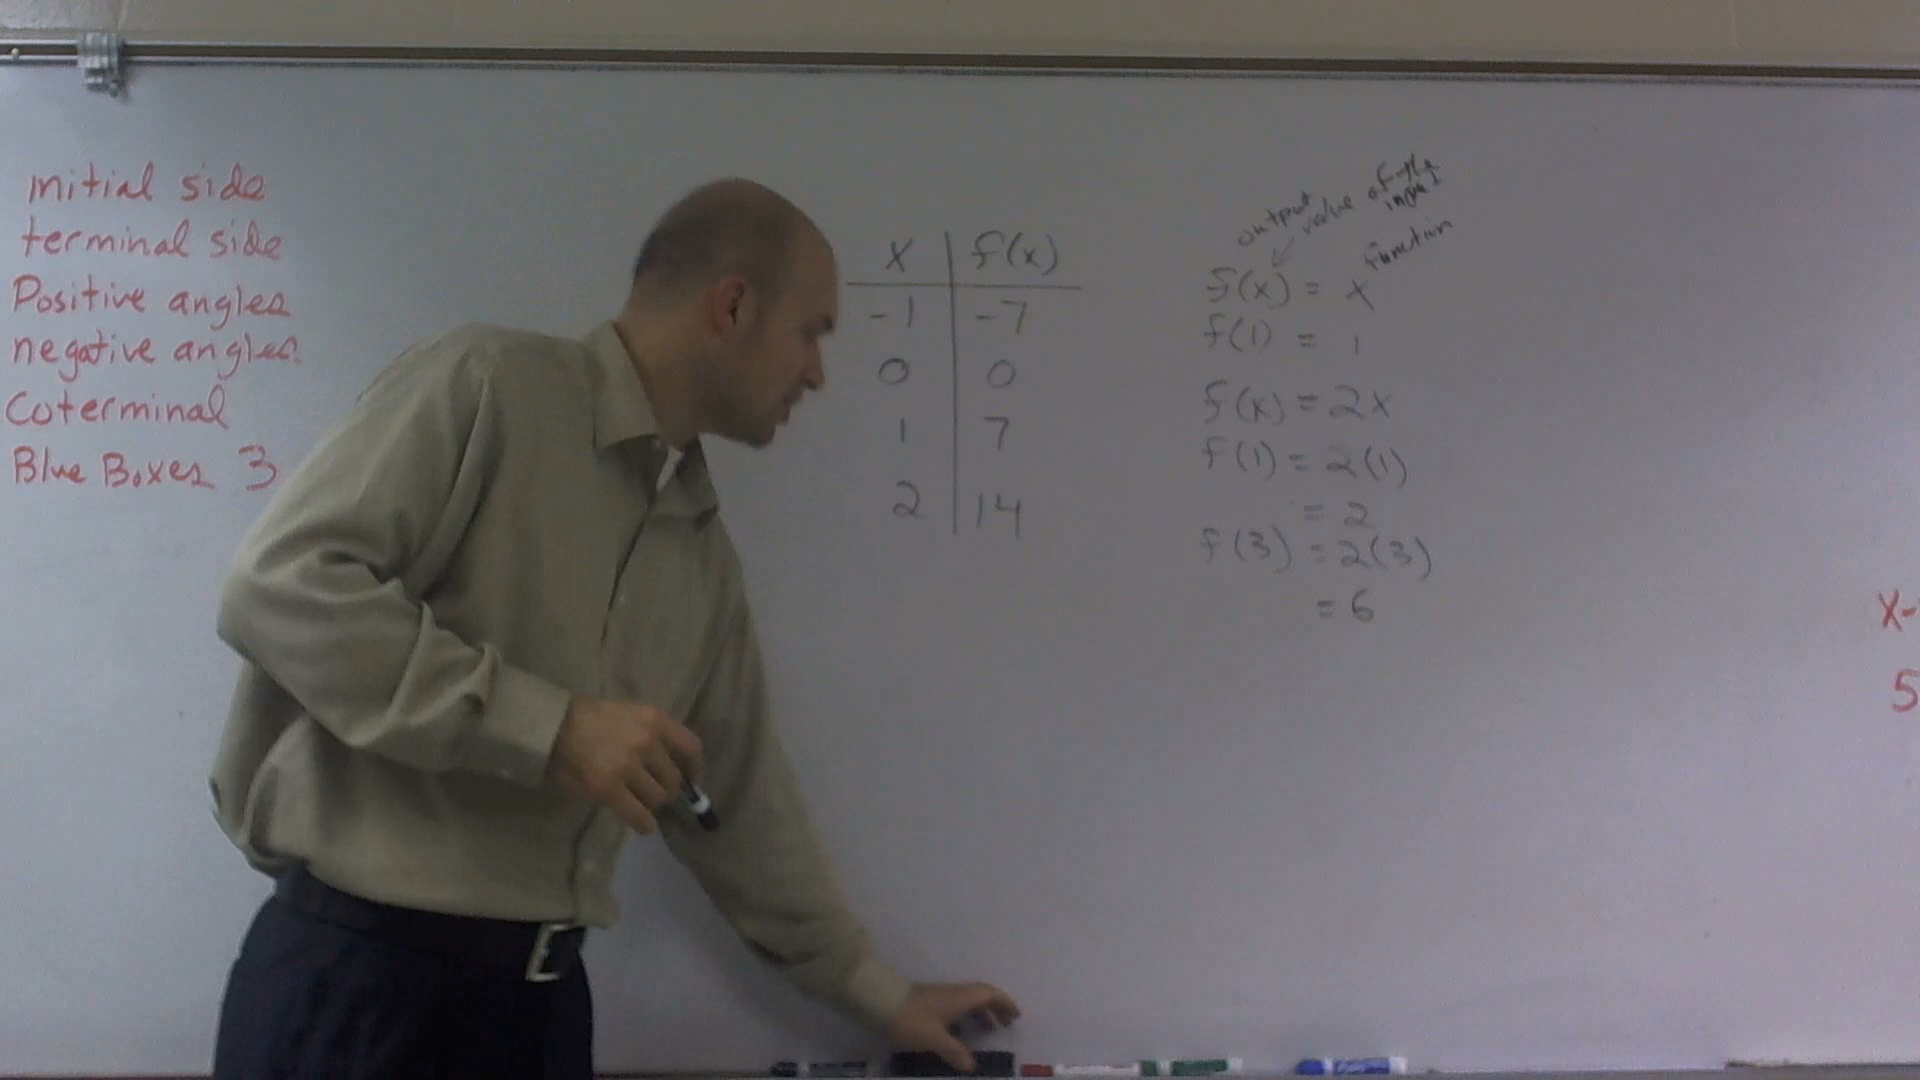 initial side
terminal side
Positive angles
negative angles
Coterminal
Blue Boxes 3
x f(x)
-1 -7
0 0
1 7
2 14
output value of the input
f(x) = x function
f(1) = 1
f(x) = 2x
f(1) = 2(1)
= 2
f(3) = 2(3)
= 6
x-
5